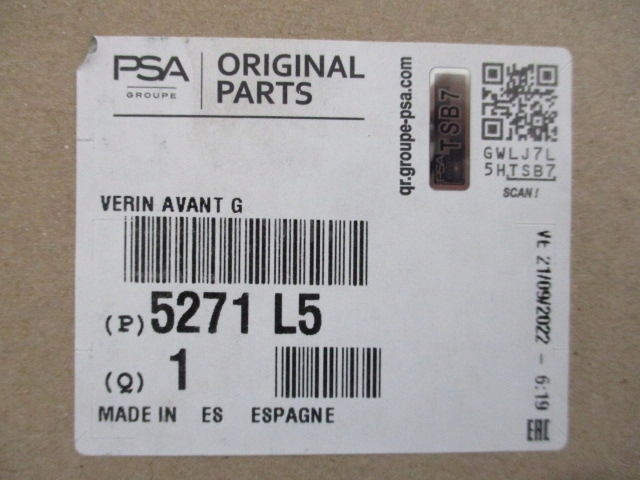 PSA
GROUPE
ORIGINAL
PARTS
qr.groupe-psa.com
PSA TSB7
GWLJ7L
5HTSB7
SCAN!
VERIN AVANT G
(P) 5271 L5
(Q) 1
MADE IN ES ESPAGNE
VE 21/09/2022 - 6:19
EAC